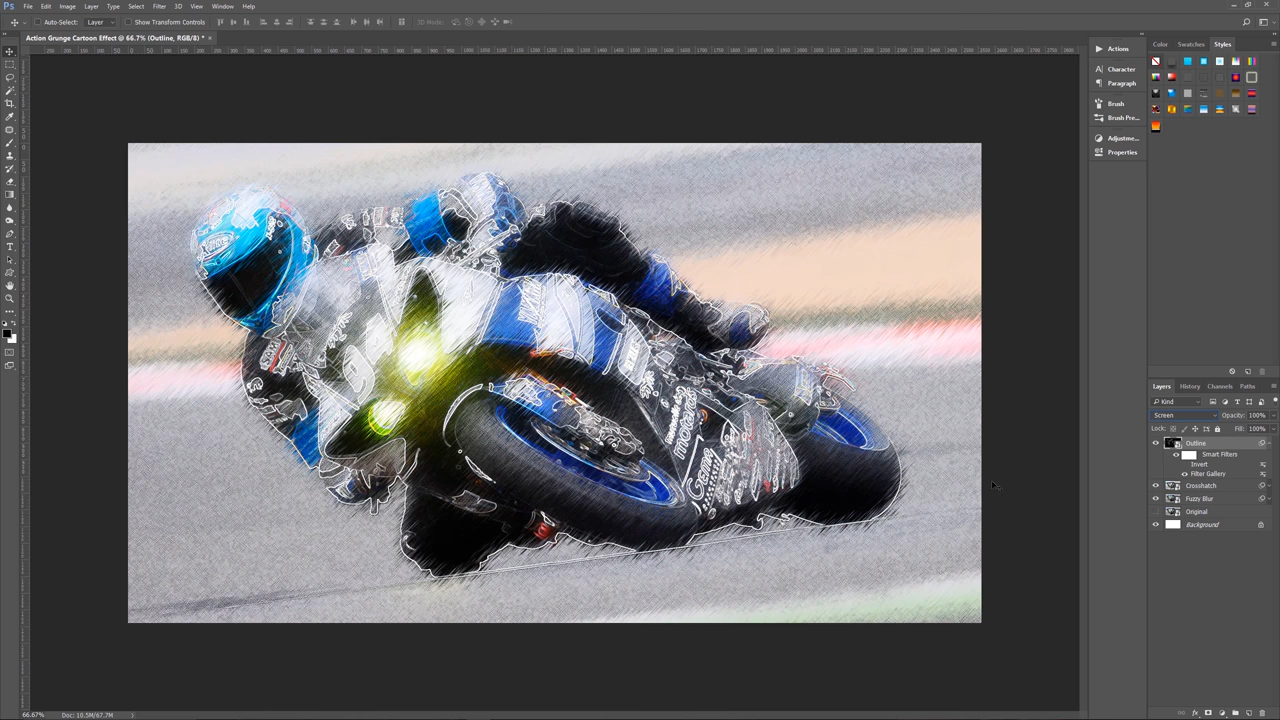 Ps File Edit Image Layer Type Select Filter 3D View Window Help
Auto-Select: Layer Show Transform Controls 3D Mode:
Action Grunge Cartoon Effect @ 66.7% (Outline, RGB/8) * ×
Actions
Character
Paragraph
Brush
Brush Pre...
Adjustme...
Properties
Color Swatches Styles
Layers History Channels Paths
Kind
Screen Opacity: 100%
Lock: Fill: 100%
Outline
Smart Filters
Invert
Filter Gallery
Crosshatch
Fuzzy Blur
Original
Background
66.67% Doc: 10.5M/67.7M